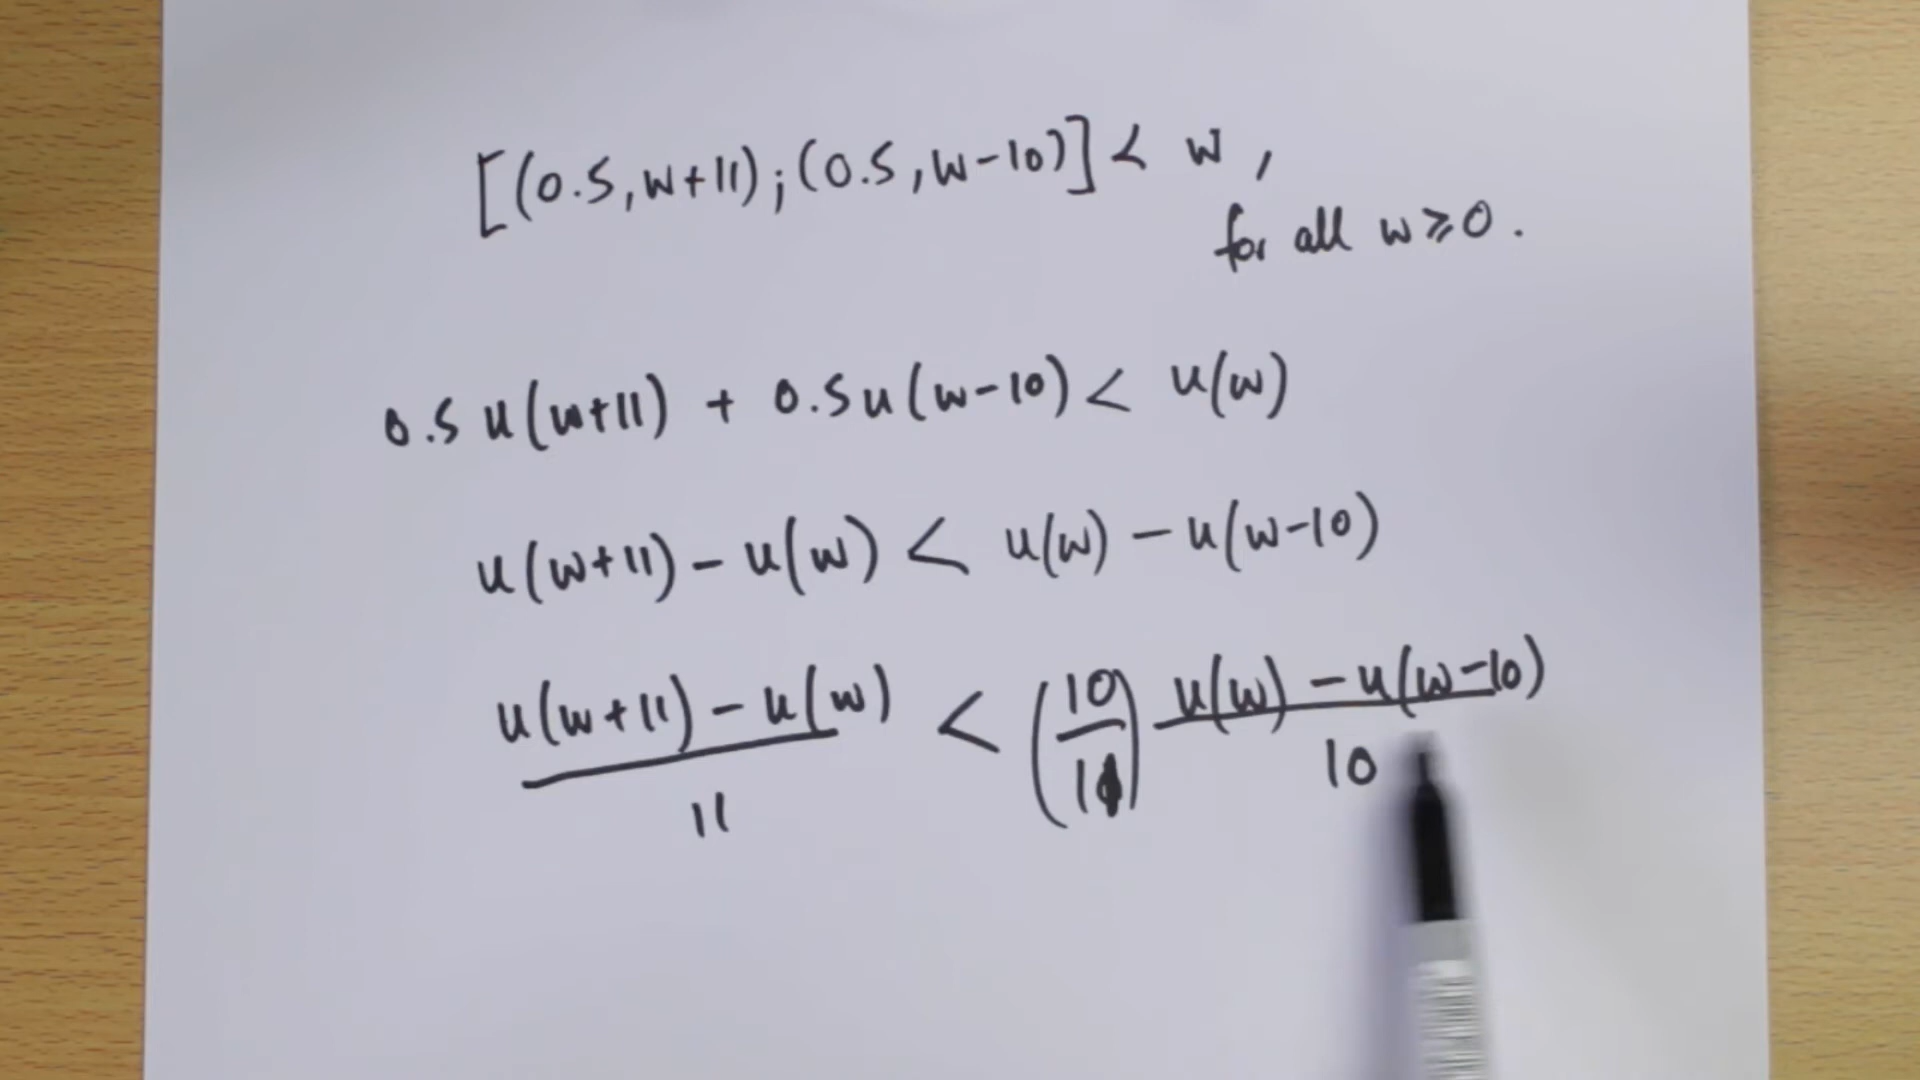 [(0.5,w+11);(0.5,w-10)] < w,
for all w ≥ 0.
0.5 u(w+11) + 0.5u(w-10) < u(w)
u(w+11) - u(w) < u(w) - u(w-10)
u(w+11) - u(w) / 11 < (10/11) u(w) - u(w-10) / 10